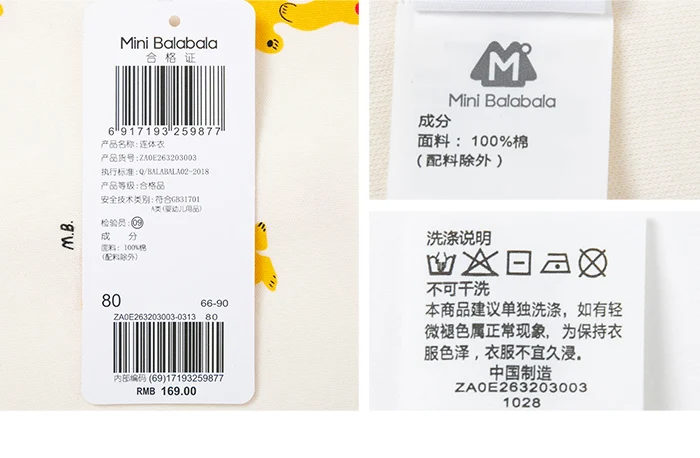 Mini Balabala
合格证
6 917193 259877
产品名称: 连体衣
产品货号: ZA0E263203003
执行标准: Q/BALABALA02-2018
产品等级: 合格品
安全技术类别: 符合GB31701
A类(婴幼儿用品)
检验员: 09
成 分
面料: 100%棉
(配料除外)
80 66-90
ZA0E263203003-0313 80
内部编码 (69)17193259877
RMB 169.00
M.B.
M
Mini Balabala
成分
面料: 100%棉
(配料除外)
洗涤说明
不可干洗
本商品建议单独洗涤, 如有轻
微褪色属正常现象, 为保持衣
服色泽, 衣服不宜久浸。
中国制造
ZA0E263203003
1028